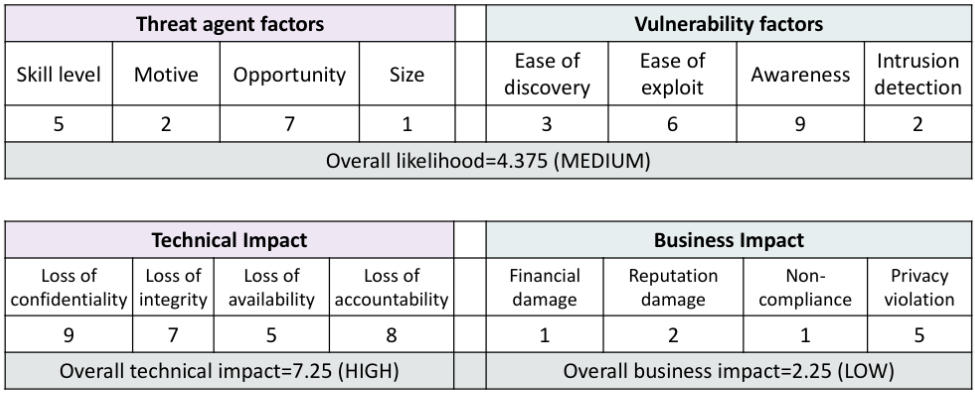 Threat agent factors Vulnerability factors
Skill level Motive Opportunity Size Ease of discovery Ease of exploit Awareness Intrusion detection
5 2 7 1 3 6 9 2
Overall likelihood=4.375 (MEDIUM)
Technical Impact Business Impact
Loss of confidentiality Loss of integrity Loss of availability Loss of accountability Financial damage Reputation damage Non-compliance Privacy violation
9 7 5 8 1 2 1 5
Overall technical impact=7.25 (HIGH) Overall business impact=2.25 (LOW)